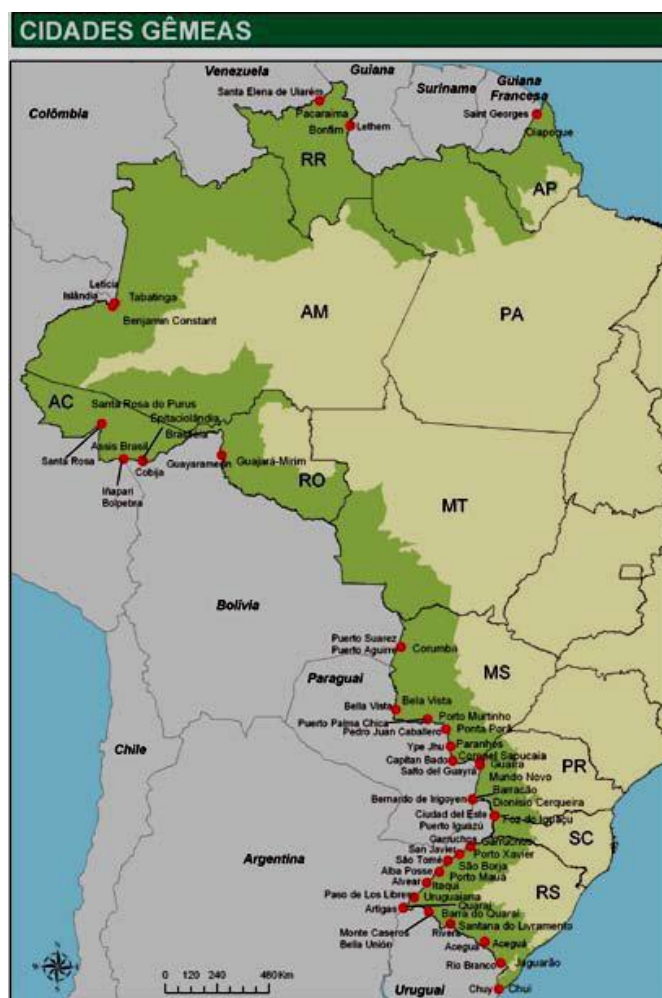 CIDADES GÊMEAS
Venezuela
Guiana
Suriname
Guiana
Francesa
Colômbia
Santa Elena de Uiarém
Pacaraima
Bonfim
Lethem
Saint Georges
Oiapoque
RR
AP
Letícia
Islândia
Tabatinga
Benjamin Constant
AM
PA
AC
Santa Rosa do Purus
Epitaciolândia
Brasileia
Assis Brasil
Santa Rosa
Cobija
Guayaramerin
Guajará-Mirim
Iñapari
Bolpebra
RO
MT
Bolívia
Puerto Suarez
Puerto Aguirre
Corumba
MS
Paraguai
Bella Vista
Bela Vista
Puerto Palma Chica
Porto Murtinho
Pedro Juan Caballero
Ponta Porã
Ype Jhu
Paranhos
Capitan Bado
Coronel Sapucaia
Salto del Guayrá
Guaíra
Mundo Novo
PR
Chile
Bernardo de Irigoyen
Barracão
Dionísio Cerqueira
Ciudad del Este
Foz do Iguaçu
Puerto Iguazú
SC
Garruchos
Garruchos
San Javier
Porto Xavier
São Tomé
São Borja
Argentina
Alba Posse
Porto Mauá
RS
Alvear
Itaqui
Paso de Los Libres
Uruguaiana
Artigas
Quaraí
Barra do Quaraí
Monte Caseros
Bella Unión
Rivera
Santana do Livramento
Aceguá
Aceguá
Rio Branco
Jaguarão
Uruguai
Chuy
Chuí
0 120 240 480 Km